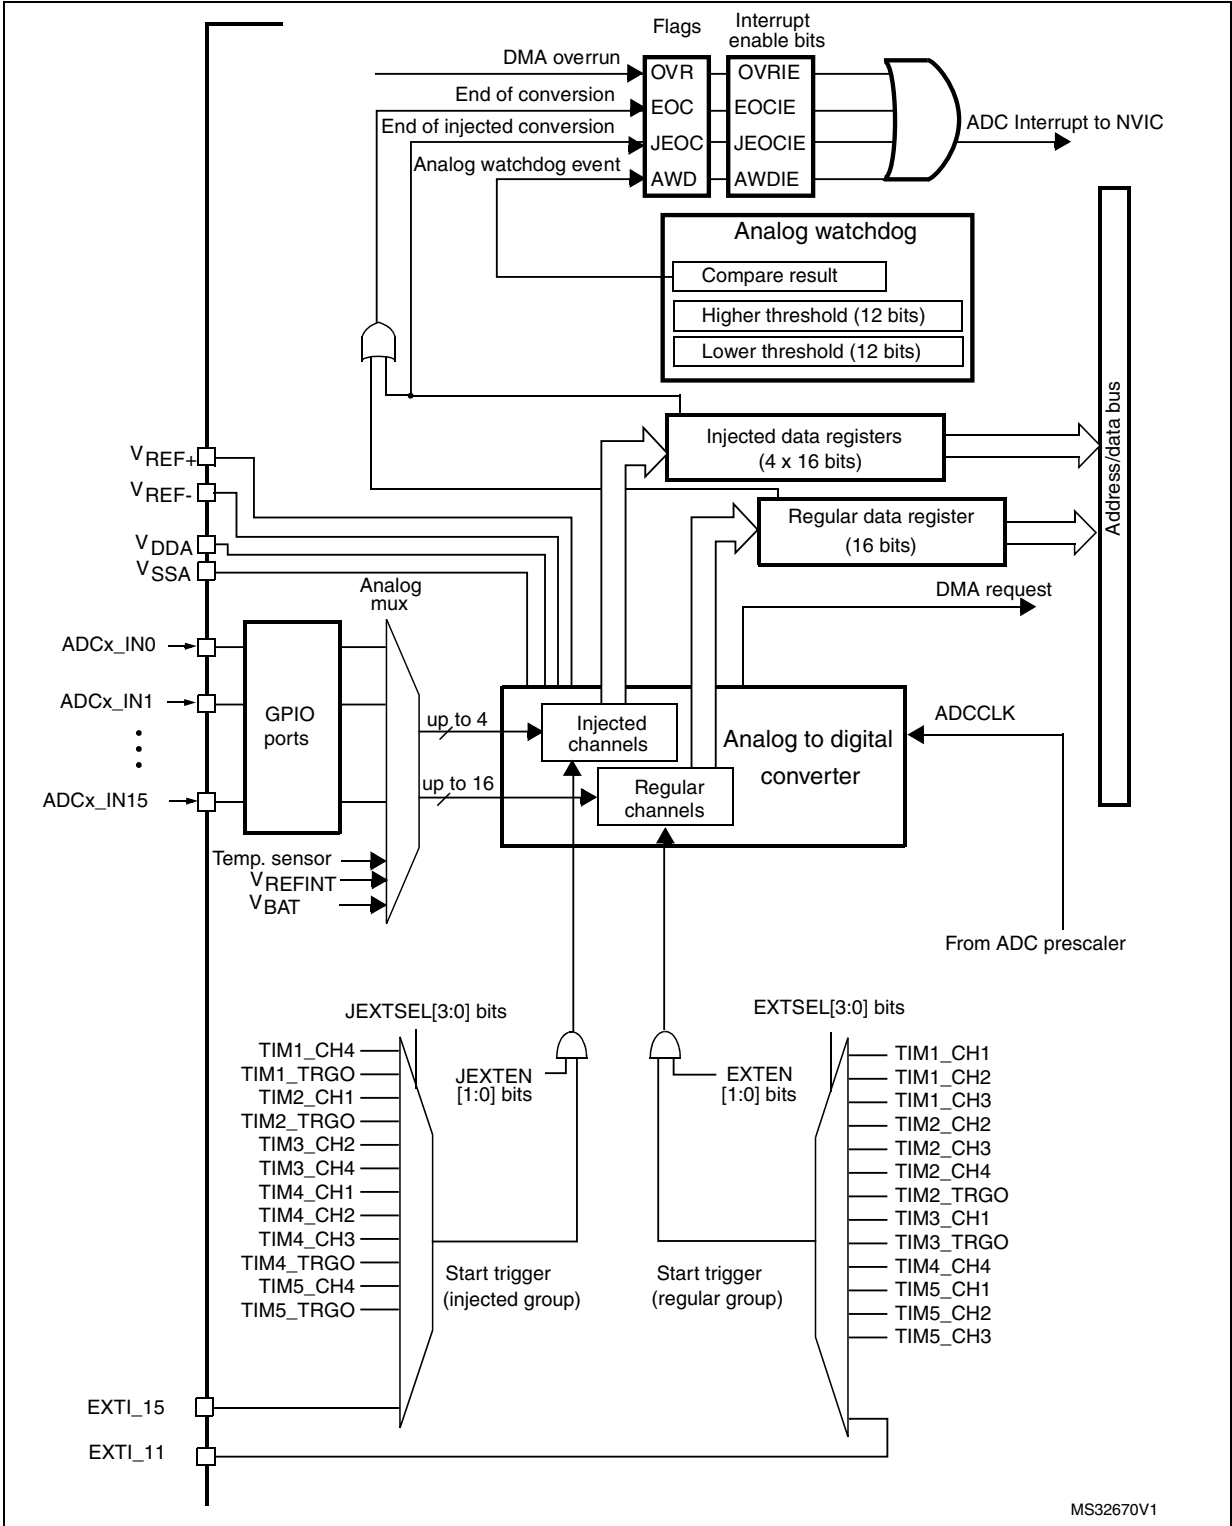 Flags
Interrupt
enable bits
DMA overrun
OVR
OVRIE
End of conversion
EOC
EOCIE
End of injected conversion
JEOC
JEOCIE
ADC Interrupt to NVIC
Analog watchdog event
AWD
AWDIE
Analog watchdog
Compare result
Higher threshold (12 bits)
Lower threshold (12 bits)
Address/data bus
Injected data registers
(4 x 16 bits)
Regular data register
(16 bits)
VREF+
VREF-
VDDA
VSSA
Analog
mux
DMA request
ADCx_IN0
ADCx_IN1
ADCx_IN15
GPIO
ports
up to 4
up to 16
Injected
channels
Regular
channels
Analog to digital
converter
ADCCLK
Temp. sensor
VREFINT
VBAT
From ADC prescaler
JEXTSEL[3:0] bits
TIM1_CH4
TIM1_TRGO
TIM2_CH1
TIM2_TRGO
TIM3_CH2
TIM3_CH4
TIM4_CH1
TIM4_CH2
TIM4_CH3
TIM4_TRGO
TIM5_CH4
TIM5_TRGO
JEXTEN
[1:0] bits
Start trigger
(injected group)
EXTSEL[3:0] bits
EXTEN
[1:0] bits
Start trigger
(regular group)
TIM1_CH1
TIM1_CH2
TIM1_CH3
TIM2_CH2
TIM2_CH3
TIM2_CH4
TIM2_TRGO
TIM3_CH1
TIM3_TRGO
TIM4_CH4
TIM5_CH1
TIM5_CH2
TIM5_CH3
EXTI_15
EXTI_11
MS32670V1